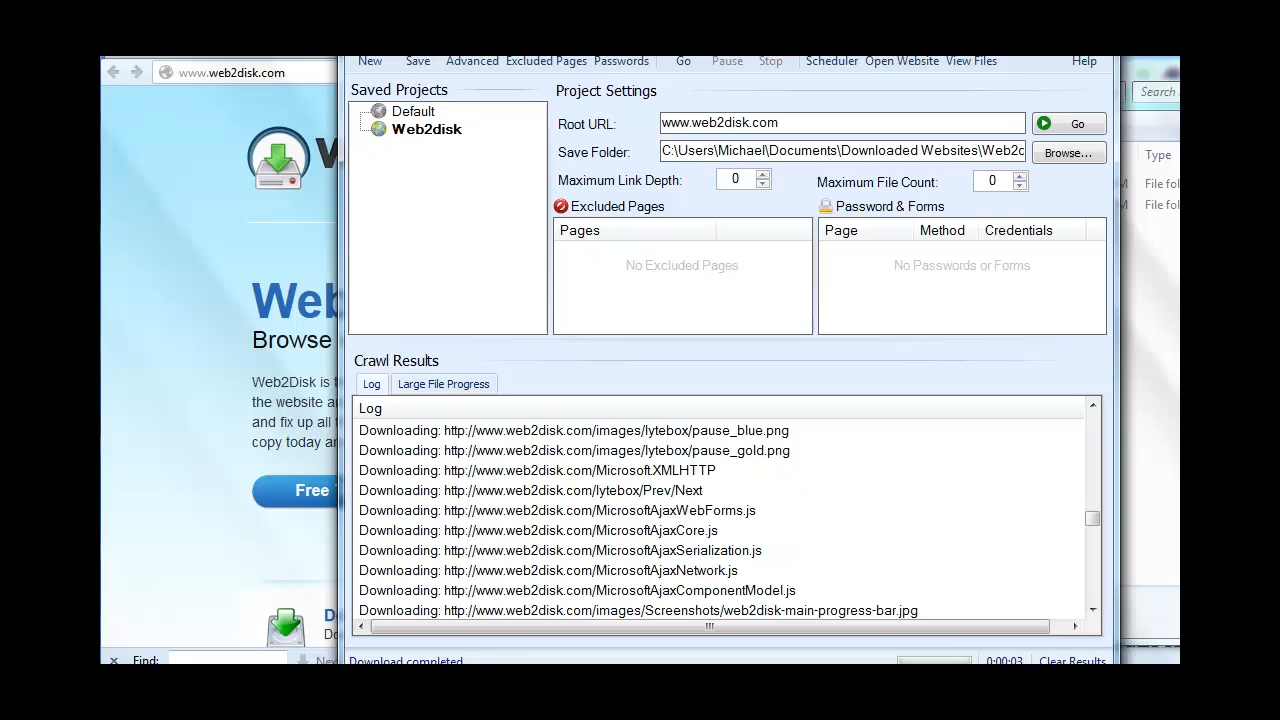 www.web2disk.com
Search
New Save Advanced Excluded Pages Passwords Go Pause Stop Scheduler Open Website View Files Help
Saved Projects
Default
Web2disk
Project Settings
Root URL: www.web2disk.com Go
Save Folder: C:\Users\Michael\Documents\Downloaded Websites\Web2d Browse...
Maximum Link Depth: 0 Maximum File Count: 0
Excluded Pages
Pages
No Excluded Pages
Password & Forms
Page Method Credentials
No Passwords or Forms
Crawl Results
Log Large File Progress
Log
Downloading: http://www.web2disk.com/images/lytebox/pause_blue.png
Downloading: http://www.web2disk.com/images/lytebox/pause_gold.png
Downloading: http://www.web2disk.com/Microsoft.XMLHTTP
Downloading: http://www.web2disk.com/lytebox/Prev/Next
Downloading: http://www.web2disk.com/MicrosoftAjaxWebForms.js
Downloading: http://www.web2disk.com/MicrosoftAjaxCore.js
Downloading: http://www.web2disk.com/MicrosoftAjaxSerialization.js
Downloading: http://www.web2disk.com/MicrosoftAjaxNetwork.js
Downloading: http://www.web2disk.com/MicrosoftAjaxComponentModel.js
Downloading: http://www.web2disk.com/images/Screenshots/web2disk-main-progress-bar.jpg
Download completed 0:00:03 Clear Results
W
Web
Browse
Web2Disk is
the website
and fix up all
copy today
Free
D
Do
Find: Nex
Type
M File fol
M File fol